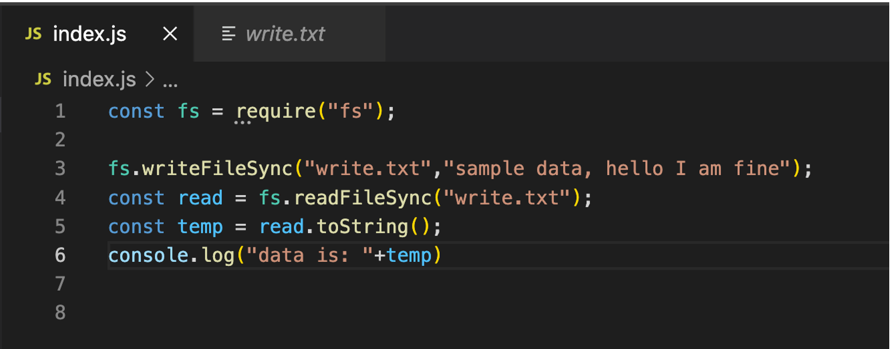 JS index.js × write.txt
JS index.js > ...
1 const fs = require("fs");
2
3 fs.writeFileSync("write.txt","sample data, hello I am fine");
4 const read = fs.readFileSync("write.txt");
5 const temp = read.toString();
6 console.log("data is: "+temp)
7
8